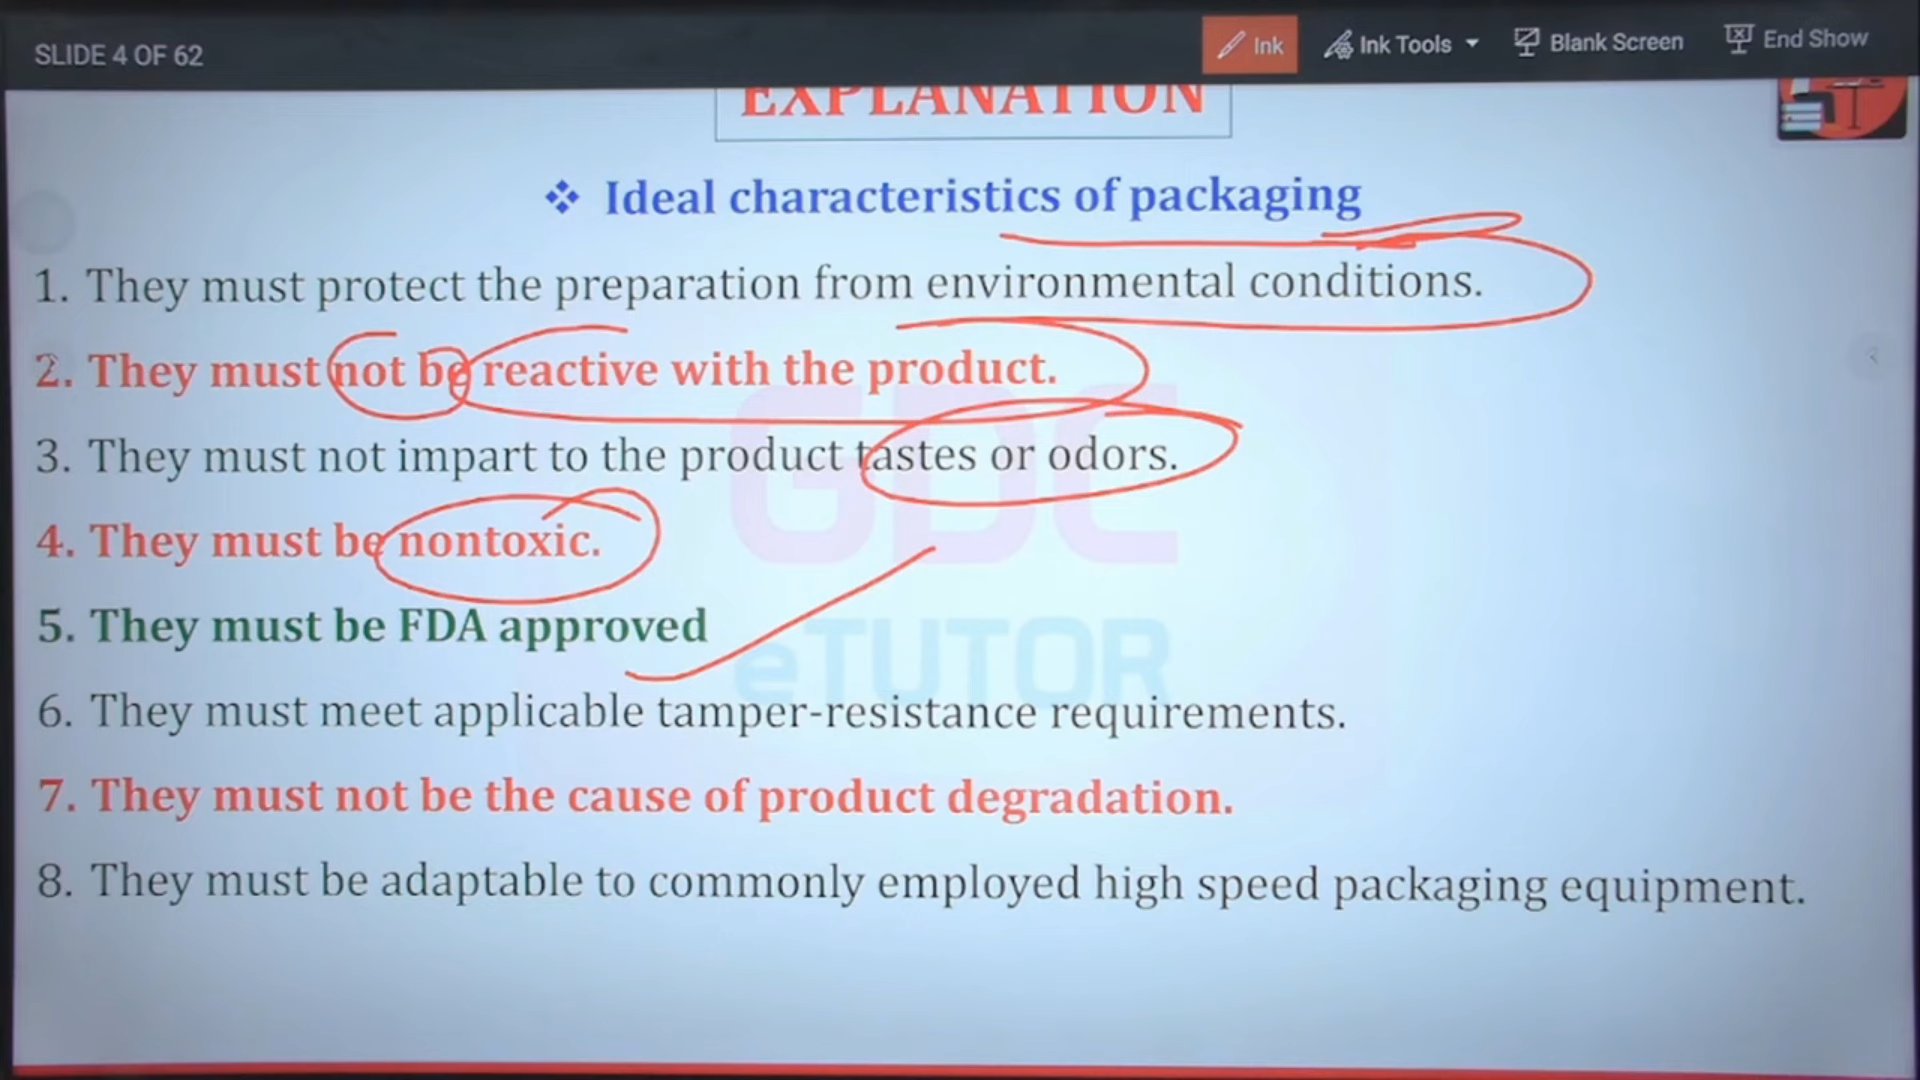 SLIDE 4 OF 62
Ink
Ink Tools
Blank Screen
End Show
EXPLANATION
❖ Ideal characteristics of packaging
1. They must protect the preparation from environmental conditions.
2. They must not be reactive with the product.
3. They must not impart to the product tastes or odors.
4. They must be nontoxic.
5. They must be FDA approved
6. They must meet applicable tamper-resistance requirements.
7. They must not be the cause of product degradation.
8. They must be adaptable to commonly employed high speed packaging equipment.
GDC
eTUTOR